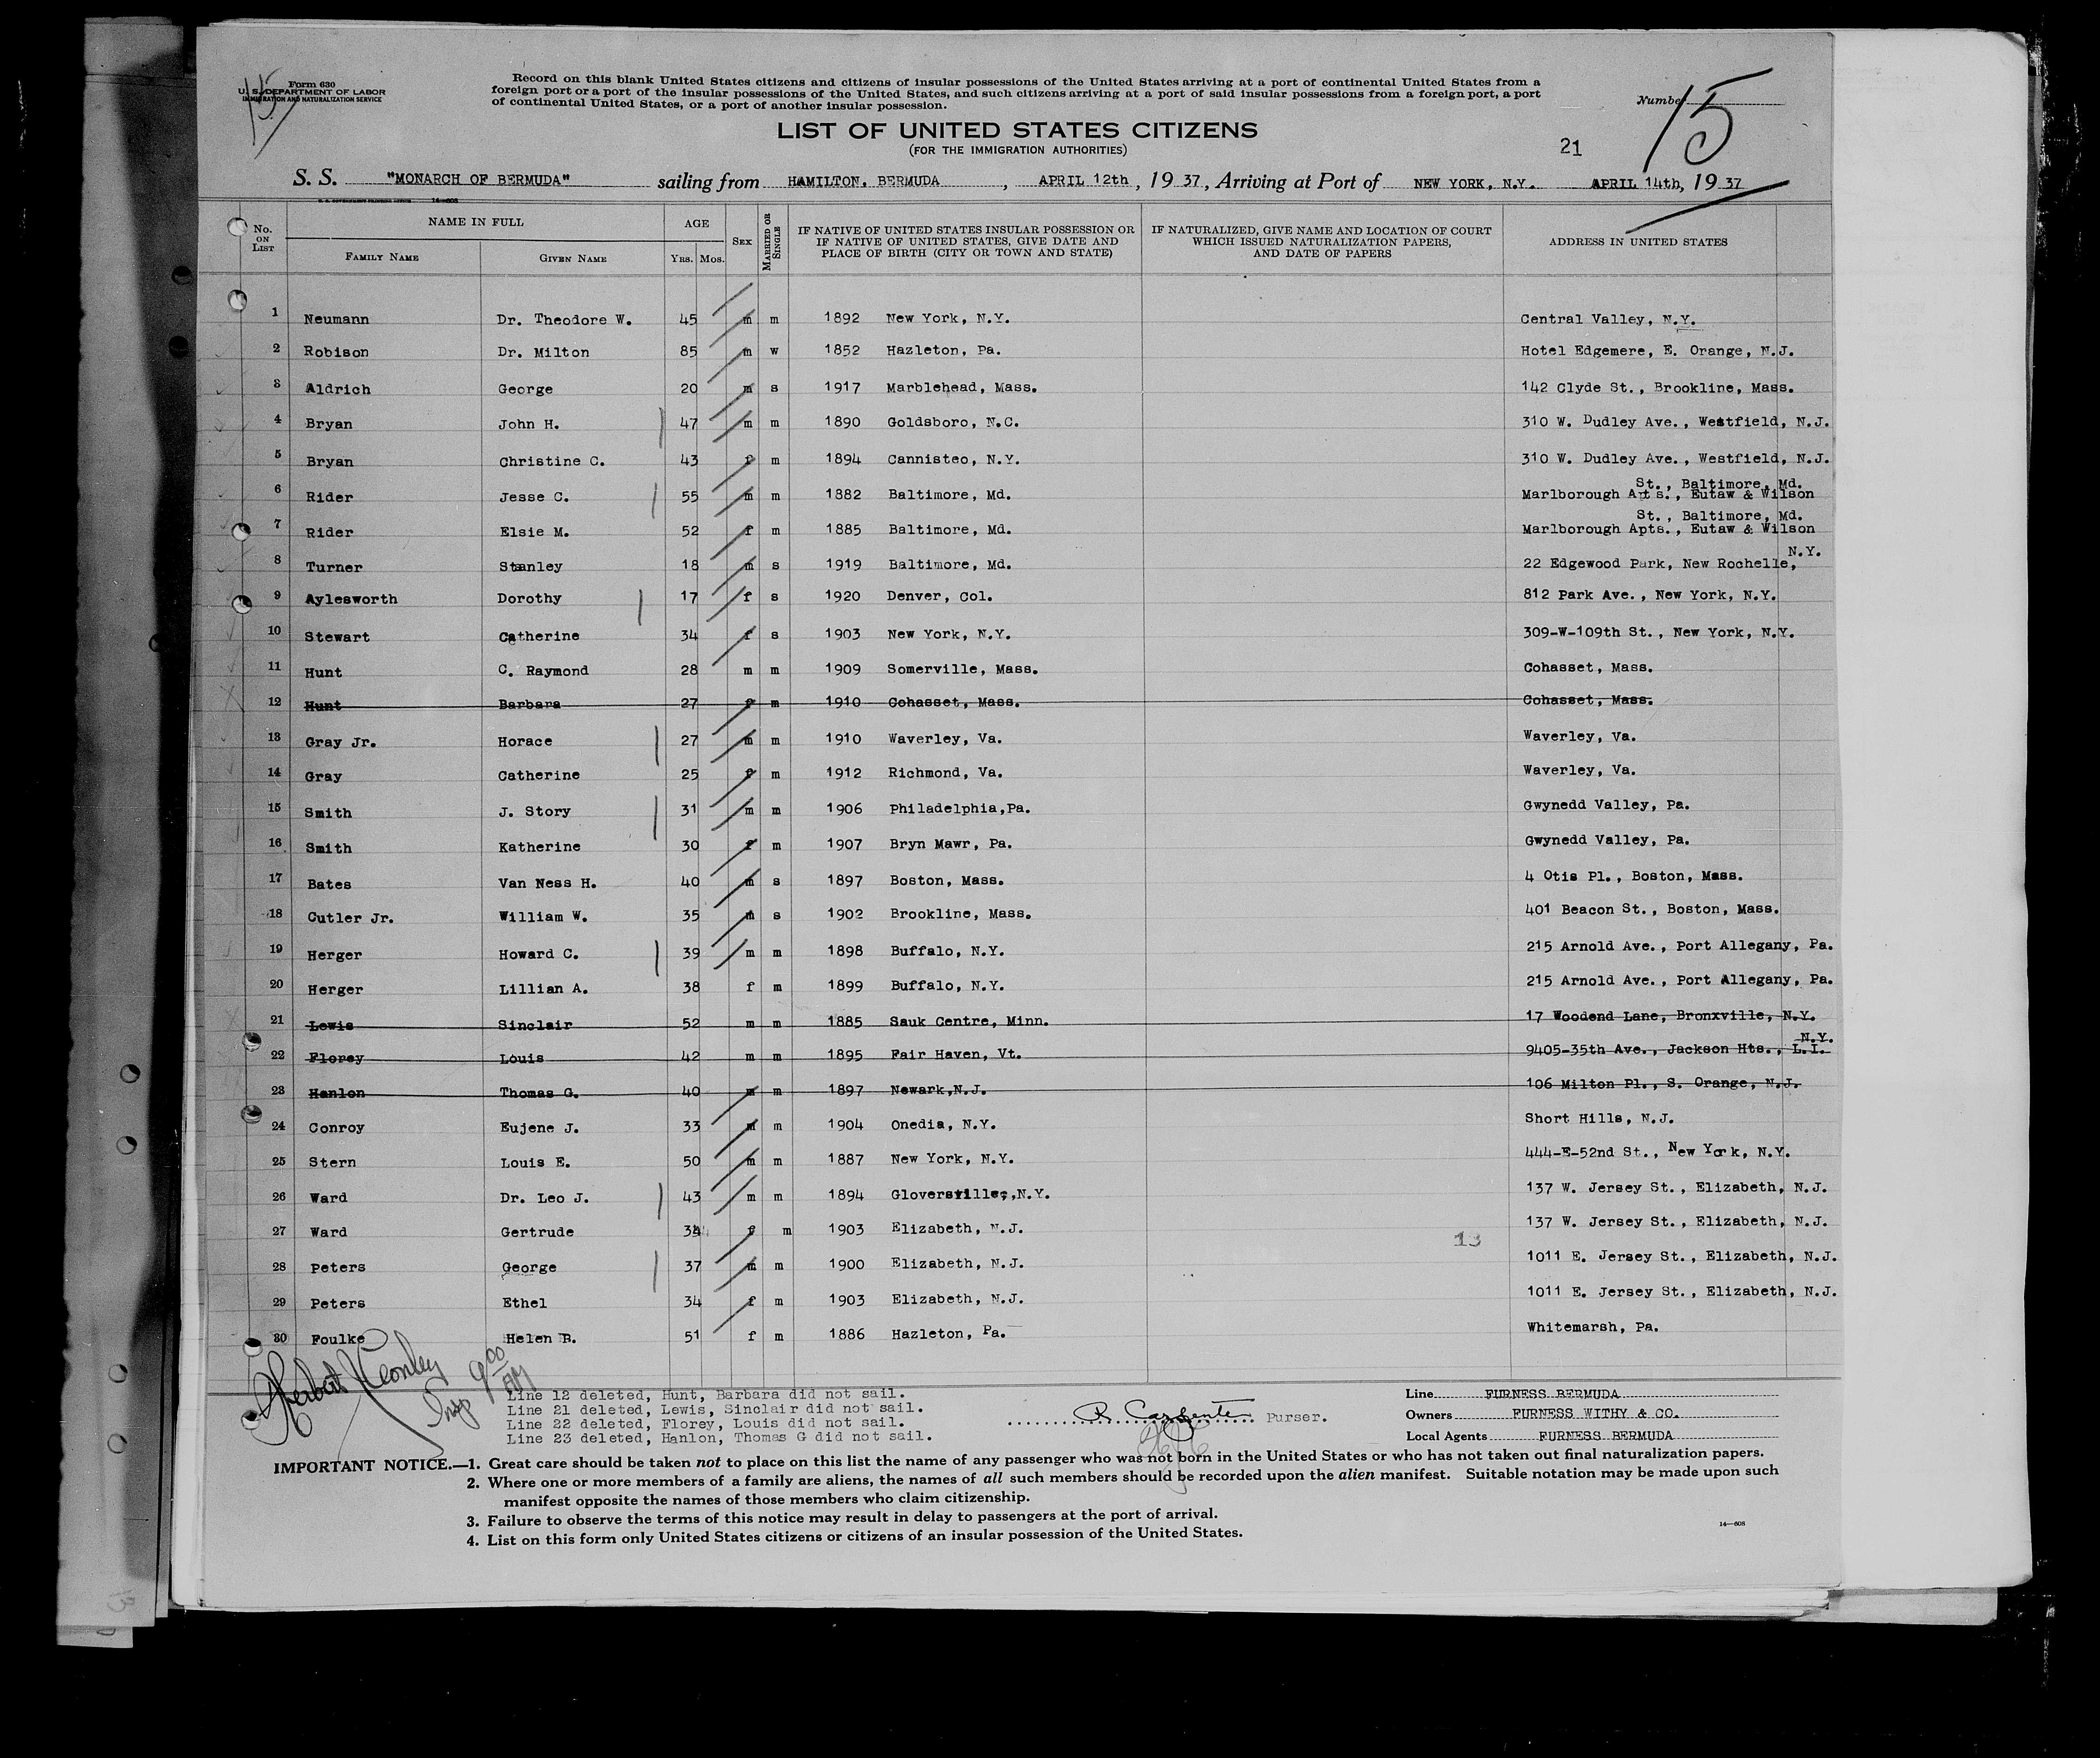 Form 630
U. S. DEPARTMENT OF LABOR
IMMIGRATION AND NATURALIZATION SERVICE
15
Record on this blank United States citizens and citizens of insular possessions of the United States arriving at a port of continental United States from a
foreign port or a port of the insular possessions of the United States, and such citizens arriving at a port of said insular possessions from a foreign port, a port
of continental United States, or a port of another insular possession.
Number 15
LIST OF UNITED STATES CITIZENS
(FOR THE IMMIGRATION AUTHORITIES)
21
S. S. "MONARCH OF BERMUDA" sailing from HAMILTON, BERMUDA, APRIL 12th, 1937, Arriving at Port of NEW YORK, N.Y. APRIL 14th, 1937
No. ON LIST NAME IN FULL FAMILY NAME GIVEN NAME AGE Yrs. Mos. SEX MARRIED OR SINGLE IF NATIVE OF UNITED STATES INSULAR POSSESSION OR IF NATIVE OF UNITED STATES, GIVE DATE AND PLACE OF BIRTH (CITY OR TOWN AND STATE) IF NATURALIZED, GIVE NAME AND LOCATION OF COURT WHICH ISSUED NATURALIZATION PAPERS, AND DATE OF PAPERS ADDRESS IN UNITED STATES
1 Neumann Dr. Theodore W. 45 m m 1892 New York, N.Y. Central Valley, N.Y.
2 Robison Dr. Milton 85 m w 1852 Hazleton, Pa. Hotel Edgemere, E. Orange, N.J.
3 Aldrich George 20 m s 1917 Marblehead, Mass. 142 Clyde St., Brookline, Mass.
4 Bryan John H. 47 m m 1890 Goldsboro, N.C. 310 W. Dudley Ave., Westfield, N.J.
5 Bryan Christine C. 43 f m 1894 Cannisteo, N.Y. 310 W. Dudley Ave., Westfield, N.J.
St., Baltimore, Md.
6 Rider Jesse C. 55 m m 1882 Baltimore, Md. Marlborough Apts., Eutaw & Wilson
St., Baltimore, Md.
7 Rider Elsie M. 52 f m 1885 Baltimore, Md. Marlborough Apts., Eutaw & Wilson
N.Y.
8 Turner Stanley 18 m s 1919 Baltimore, Md. 22 Edgewood Park, New Rochelle,
9 Aylesworth Dorothy 17 f s 1920 Denver, Col. 812 Park Ave., New York, N.Y.
10 Stewart Catherine 34 f s 1903 New York, N.Y. 309-W-109th St., New York, N.Y.
11 Hunt C. Raymond 28 m m 1909 Somerville, Mass. Cohasset, Mass.
12 Hunt Barbara 27 f m 1910 Cohasset, Mass. Cohasset, Mass.
13 Gray Jr. Horace 27 m m 1910 Waverley, Va. Waverley, Va.
14 Gray Catherine 25 f m 1912 Richmond, Va. Waverley, Va.
15 Smith J. Story 31 m m 1906 Philadelphia,Pa. Gwynedd Valley, Pa.
16 Smith Katherine 30 f m 1907 Bryn Mawr, Pa. Gwynedd Valley, Pa.
17 Bates Van Ness H. 40 m s 1897 Boston, Mass. 4 Otis Pl., Boston, Mass.
18 Cutler Jr. William W. 35 m s 1902 Brookline, Mass. 401 Beacon St., Boston, Mass.
19 Herger Howard C. 39 m m 1898 Buffalo, N.Y. 215 Arnold Ave., Port Allegany, Pa.
20 Herger Lillian A. 38 f m 1899 Buffalo, N.Y. 215 Arnold Ave., Port Allegany, Pa.
21 Lewis Sinclair 52 m m 1885 Sauk Centre, Minn. 17 Woodend Lane, Bronxville, N.Y.
N.Y.
22 Florey Louis 42 m m 1895 Fair Haven, Vt. 9405-35th Ave., Jackson Hts., L.I.
23 Hanlon Thomas G. 40 m m 1897 Newark,N.J. 106 Milton Pl., S. Orange, N.J.
24 Conroy Eujene J. 33 m m 1904 Onedia, N.Y. Short Hills, N.J.
25 Stern Louis E. 50 m m 1887 New York, N.Y. 444-E-52nd St., New York, N.Y.
26 Ward Dr. Leo J. 43 m m 1894 Gloversville,,N.Y. 137 W. Jersey St., Elizabeth, N.J.
27 Ward Gertrude 34 f m 1903 Elizabeth, N.J. 137 W. Jersey St., Elizabeth, N.J.
13
28 Peters George 37 m m 1900 Elizabeth, N.J. 1011 E. Jersey St., Elizabeth, N.J.
29 Peters Ethel 34 f m 1903 Elizabeth, N.J. 1011 E. Jersey St., Elizabeth, N.J.
30 Foulke Helen B. 51 f m 1886 Hazleton, Pa. Whitemarsh, Pa.
Herbert Insp 9 00 AM
Line 12 deleted, Hunt, Barbara did not sail.
Line 21 deleted, Lewis, Sinclair did not sail.
Line 22 deleted, Florey, Louis did not sail.
Line 23 deleted, Hanlon, Thomas G did not sail.
R. Carpenter Purser.
Line FURNESS BERMUDA
Owners FURNESS WITHY & CO.
Local Agents FURNESS BERMUDA
IMPORTANT NOTICE.—1. Great care should be taken not to place on this list the name of any passenger who was not born in the United States or who has not taken out final naturalization papers.
2. Where one or more members of a family are aliens, the names of all such members should be recorded upon the alien manifest. Suitable notation may be made upon such
manifest opposite the names of those members who claim citizenship.
3. Failure to observe the terms of this notice may result in delay to passengers at the port of arrival.
4. List on this form only United States citizens or citizens of an insular possession of the United States.
14—608